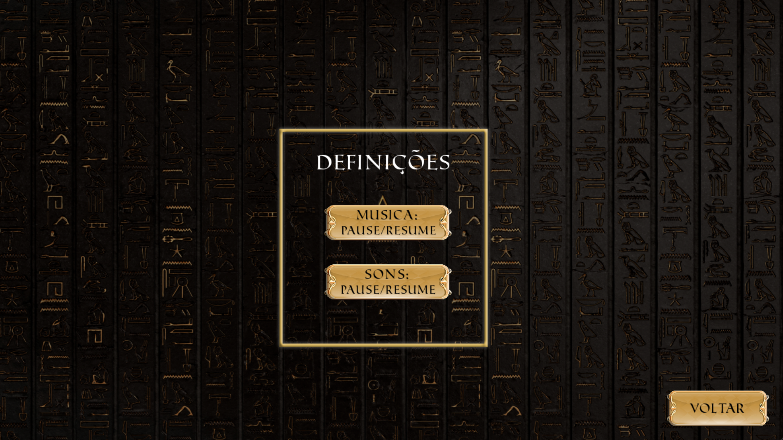 DEFINIÇÕES
MUSICA:
PAUSE/RESUME
SONS:
PAUSE/RESUME
VOLTAR